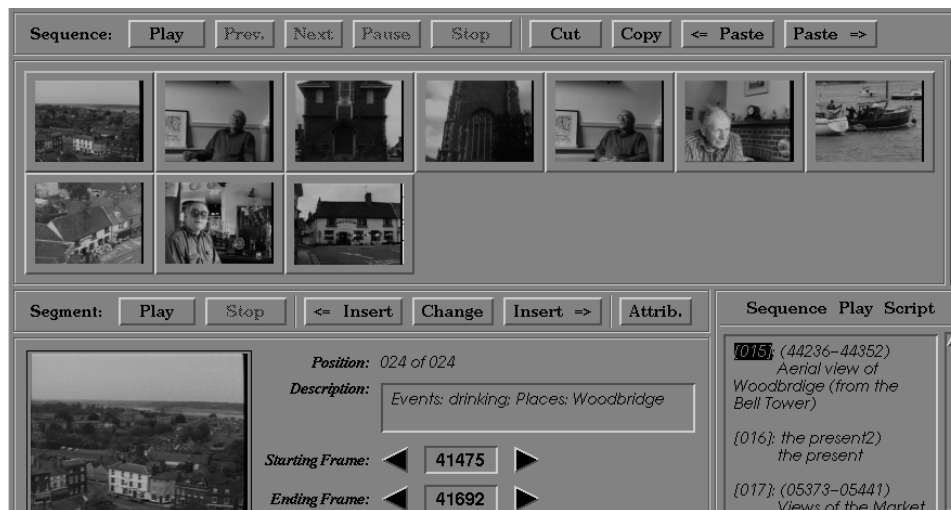 Sequence: Play Prev. Next Pause Stop Cut Copy <= Paste Paste =>
Segment: Play Stop <= Insert Change Insert => Attrib.
Position: 024 of 024
Description: Events: drinking; Places: Woodbridge
Starting Frame: 41475
Ending Frame: 41692
Sequence Play Script
[015]: (44236-44352)
Aerial view of
Woodbrdige (from the
Bell Tower)
[016]: the present2)
the present
[017]: (05373-05441)
Views of the Market